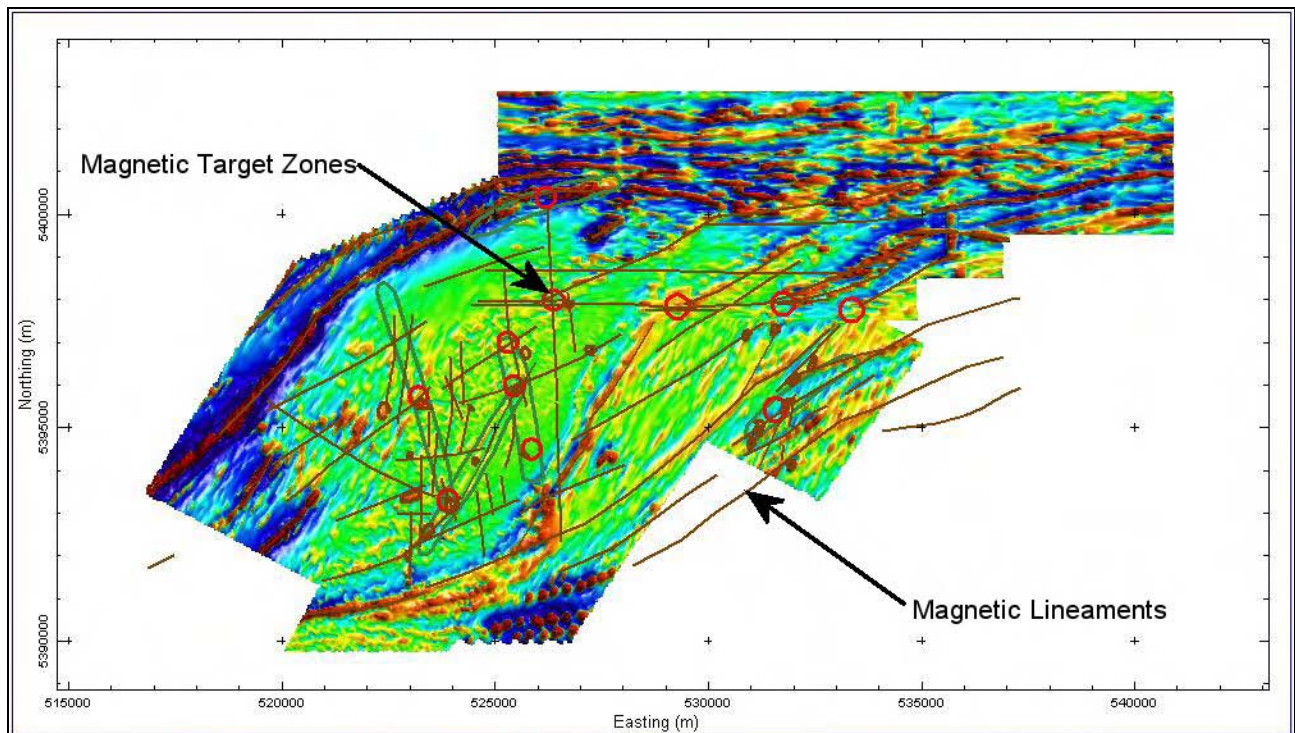 Magnetic Target Zones
Magnetic Lineaments
Northing (m)
5400000
5395000
5390000
515000 520000 525000 530000 535000 540000
Easting (m)